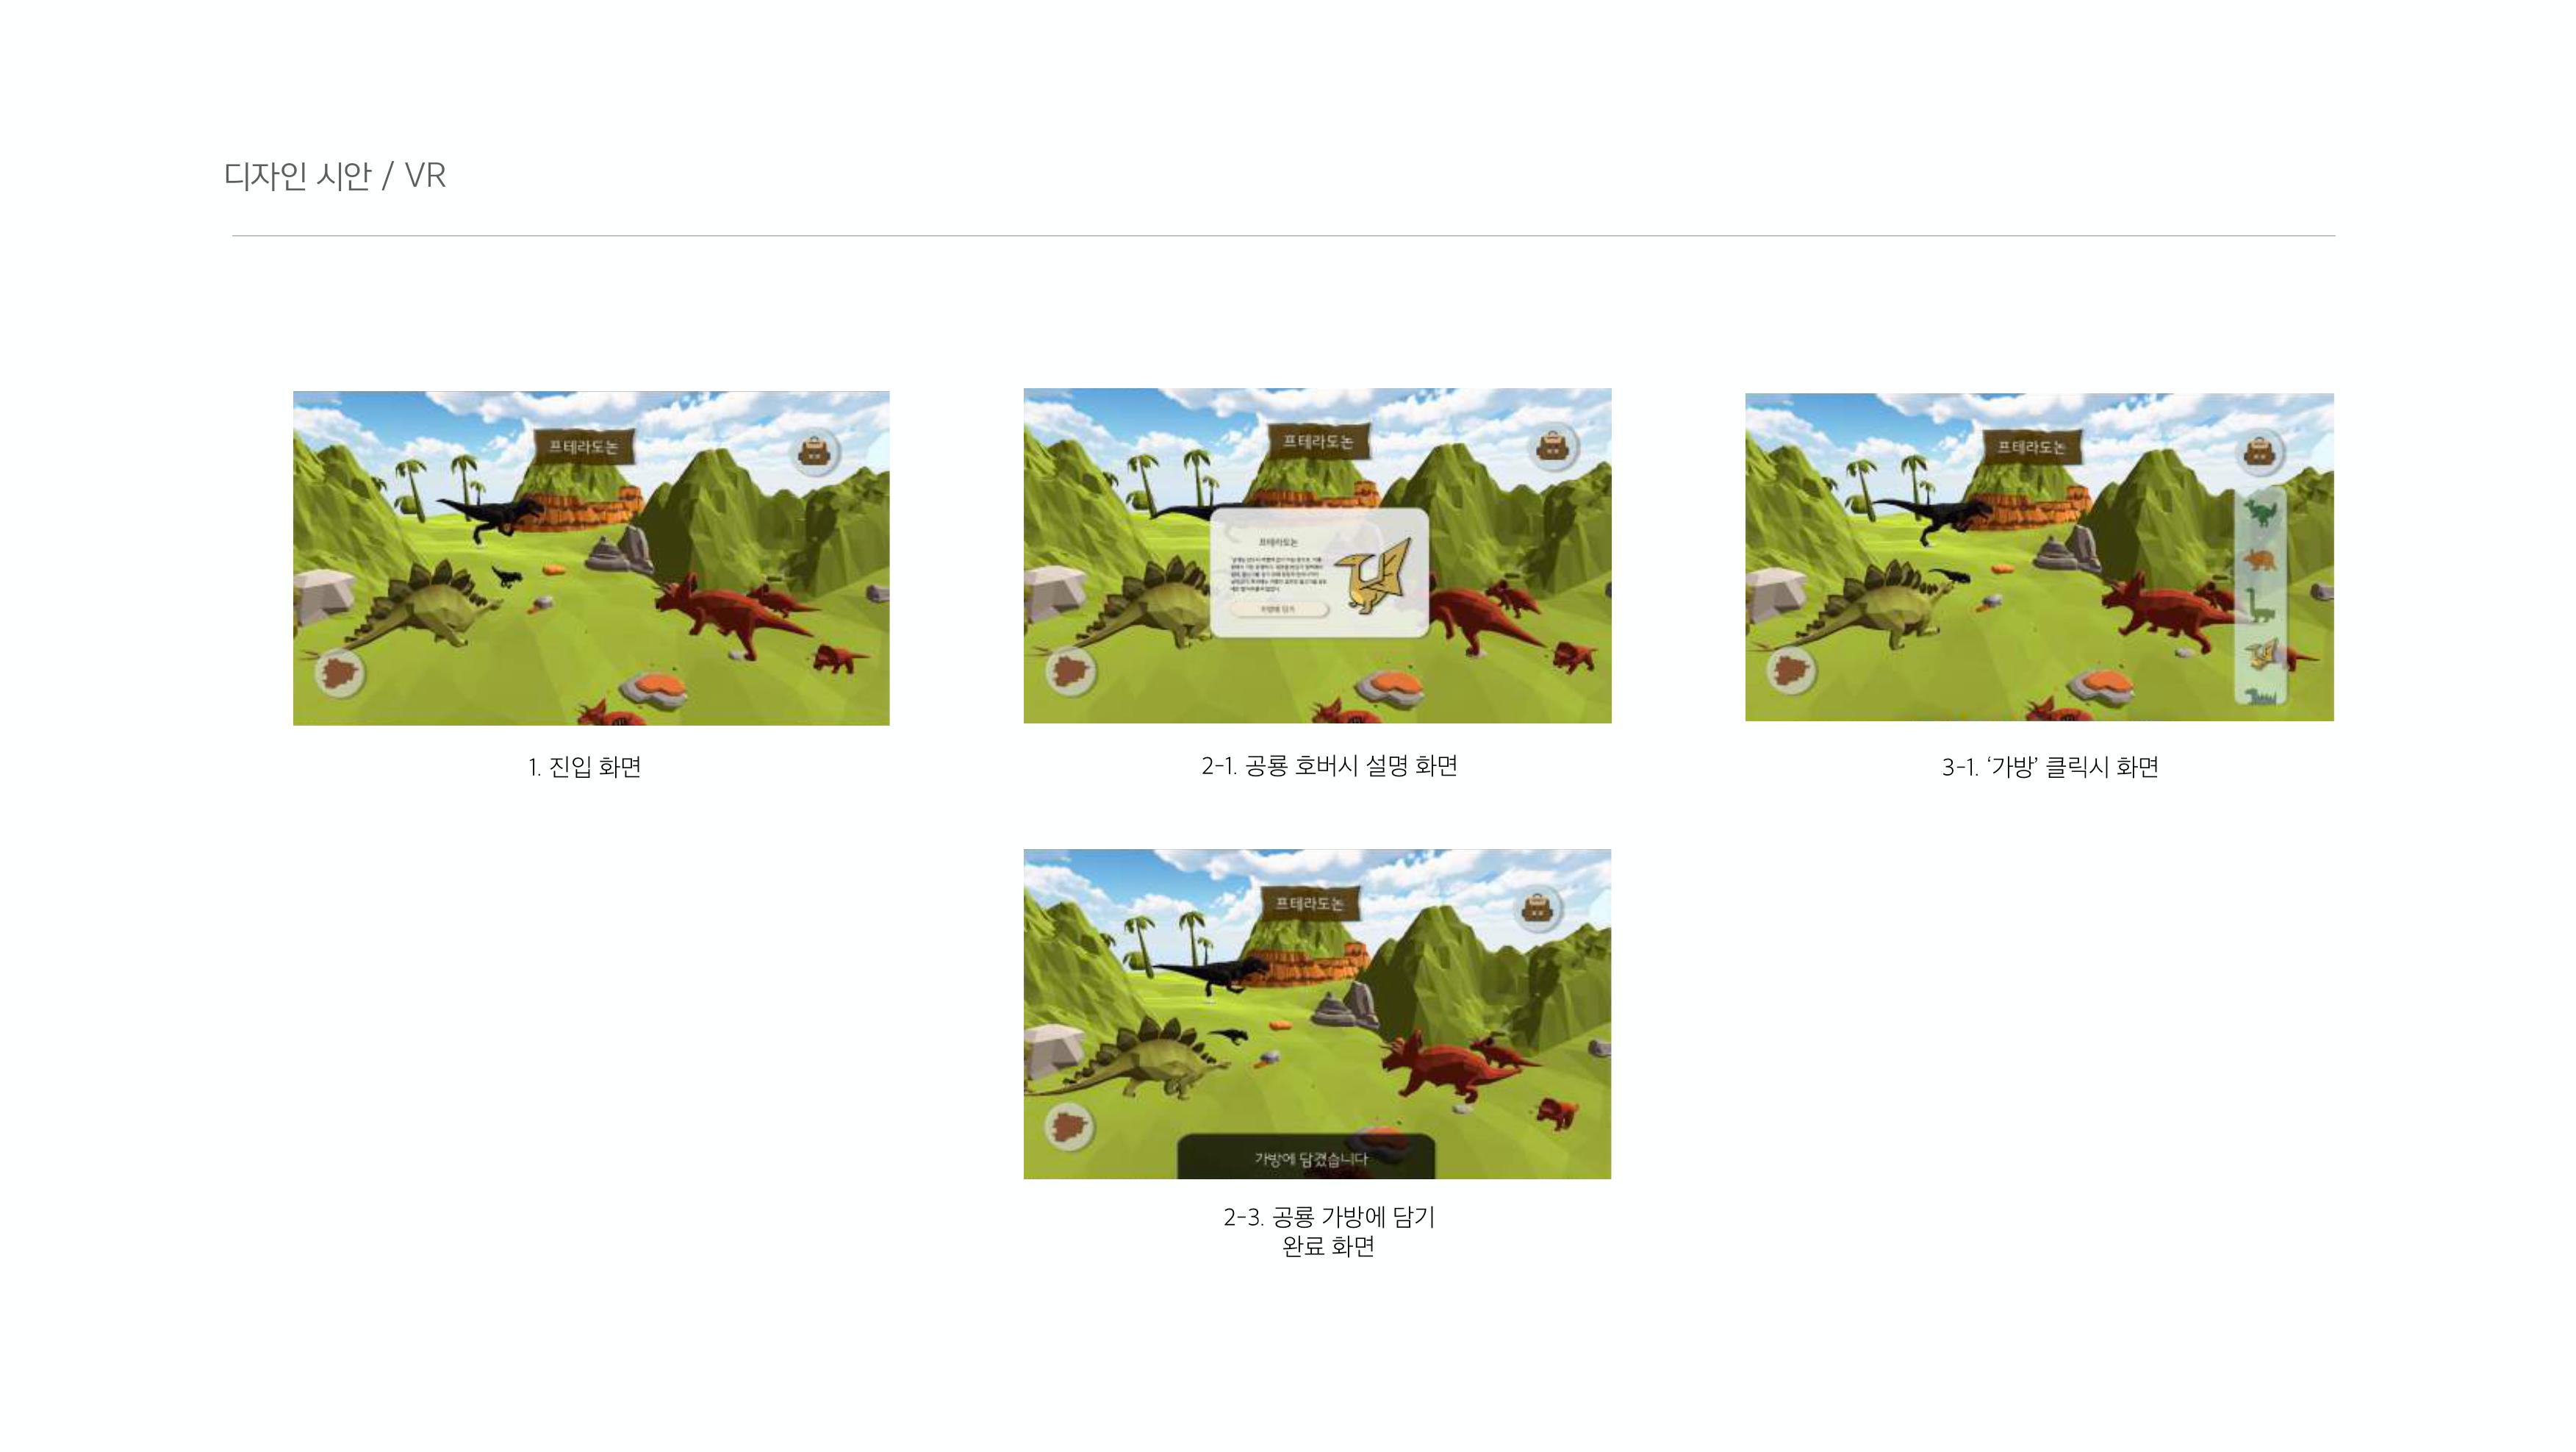 디자인 시안 / VR
프테라도논
1. 진입 화면
프테라도논
프테라도논
가방에 담기
2-1. 공룡 호버시 설명 화면
프테라도논
3-1. ‘가방’ 클릭시 화면
프테라도논
가방에 담겼습니다
2-3. 공룡 가방에 담기
완료 화면